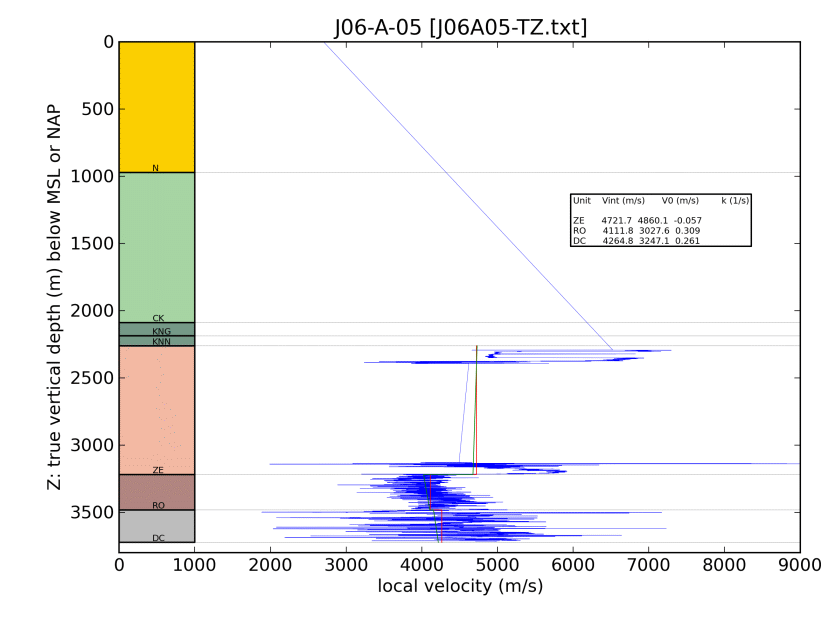 J06-A-05 [J06A05-TZ.txt]
0
500
1000
1500
2000
2500
3000
3500
Z: true vertical depth (m) below MSL or NAP
N
CK
KNG
KNN
ZE
RO
DC
Unit Vint (m/s) V0 (m/s) k (1/s)
ZE 4721.7 4860.1 -0.057
RO 4111.8 3027.6 0.309
DC 4264.8 3247.1 0.261
0 1000 2000 3000 4000 5000 6000 7000 8000 9000
local velocity (m/s)